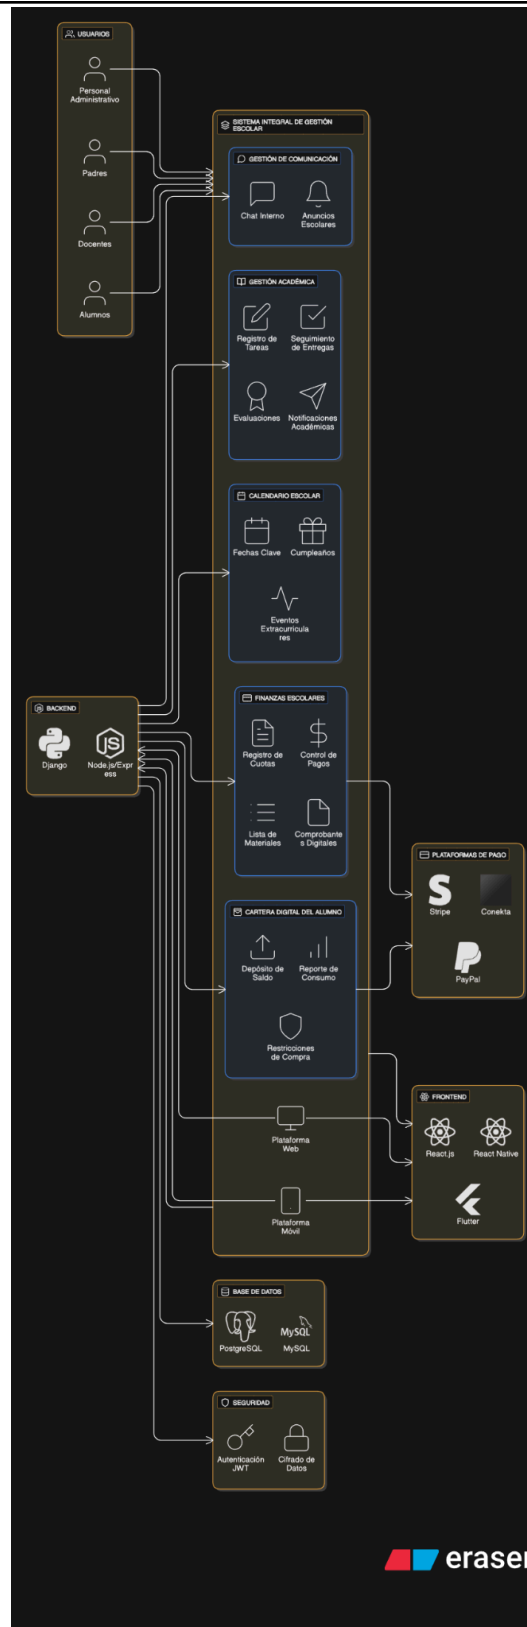 USUARIOS
Personal
Administrativo
Padres
Docentes
Alumnos
SISTEMA INTEGRAL DE GESTIÓN
ESCOLAR
GESTIÓN DE COMUNICACIÓN
Chat Interno
Anuncios
Escolares
GESTIÓN ACADÉMICA
Registro de
Tareas
Seguimiento
de Entregas
Evaluaciones
Notificaciones
Académicas
CALENDARIO ESCOLAR
Fechas Clave
Cumpleaños
Eventos
Extracurricula
res
BACKEND
Django
Node.js/Expr
ess
FINANZAS ESCOLARES
Registro de
Cuotas
Control de
Pagos
Lista de
Materiales
Comprobante
s Digitales
PLATAFORMAS DE PAGO
Stripe
Conekta
PayPal
CARTERA DIGITAL DEL ALUMNO
Depósito de
Saldo
Reporte de
Consumo
Restricciones
de Compra
FRONTEND
React.js
React Native
Flutter
Plataforma
Web
Plataforma
Móvil
BASE DE DATOS
PostgreSQL
MySQL
MySQL
SEGURIDAD
Autenticación
JWT
Cifrado de
Datos
eraser